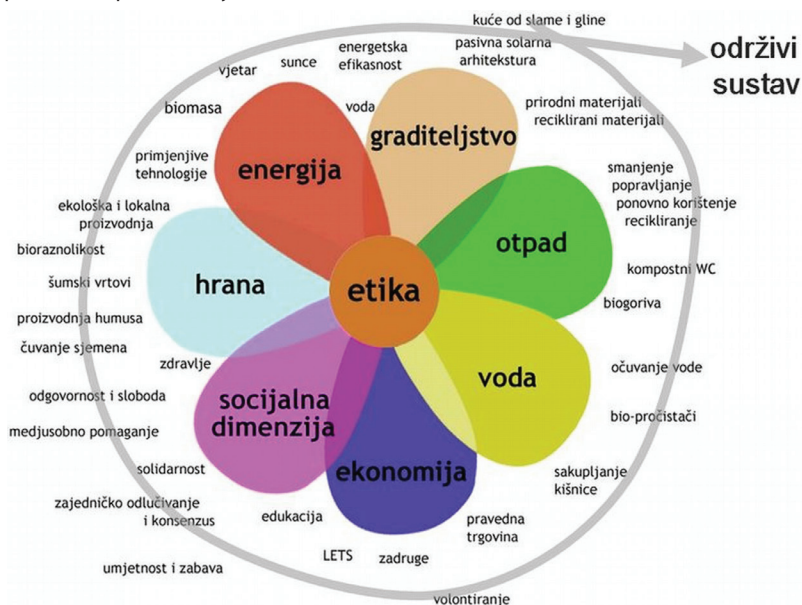 kuće od slame i gline
održivi
sustav
energetska
efikasnost
pasivna solarna
arhitektura
sunce
vjetar
voda
biomasa
prirodni materijali
reciklirani materijali
graditeljstvo
energija
primjenjive
tehnologije
smanjenje
popravljanje
ponovno korištenje
recikliranje
ekološka i lokalna
proizvodnja
otpad
bioraznolikost
kompostni WC
šumski vrtovi
hrana
etika
biogoriva
proizvodnja humusa
čuvanje sjemena
zdravlje
voda
očuvanje vode
odgovornost i sloboda
socijalna
dimenzija
bio-pročistači
medjusobno pomaganje
solidarnost
ekonomija
sakupljanje
kišnice
zajedničko odlučivanje
i konsenzus
edukacija
pravedna
trgovina
LETS
zadruge
umjetnost i zabava
volontiranje